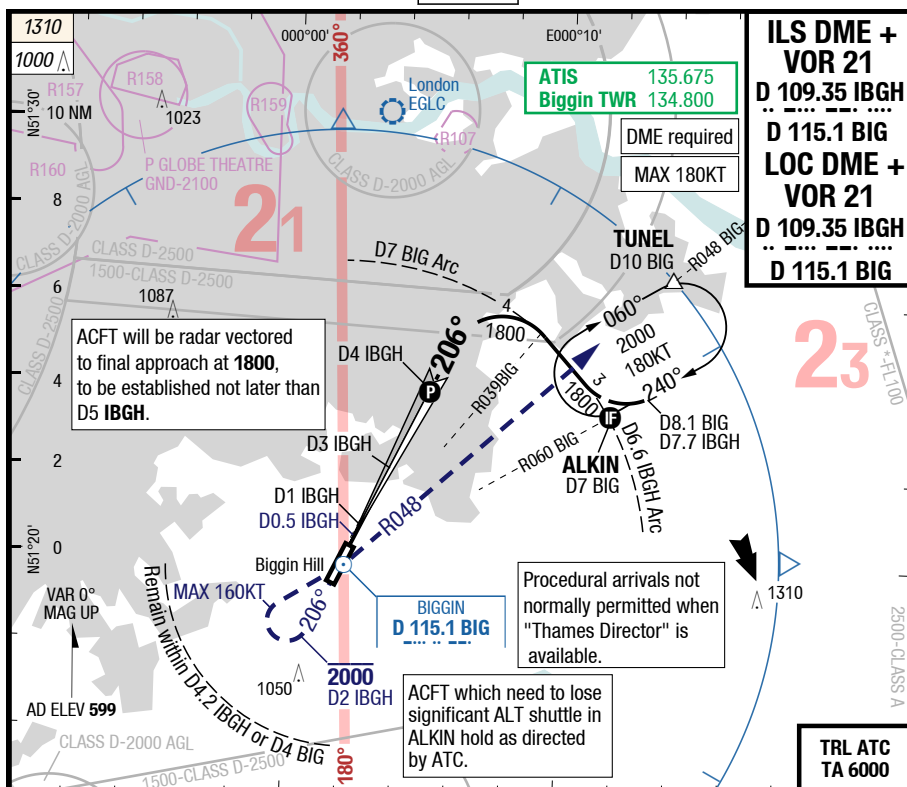 1310
1000
000°00'
360°
E000°10'
ILS DME +
VOR 21
D 109.35 IBGH
D 115.1 BIG
LOC DME +
VOR 21
D 109.35 IBGH
D 115.1 BIG
ATIS 135.675
Biggin TWR 134.800
DME required
MAX 180KT
R157
R158
1023
R159
London
EGLC
R107
R160
N51°30'
10 NM
P GLOBE THEATRE
GND-2100
CLASS D-2000 AGL
CLASS D-2000 AGL
21
8
CLASS D-2500
1500-CLASS D-2500
CLASS D-2500
D7 BIG Arc
TUNEL
D10 BIG
R048 BIG
6
1087
4
1800
206°
060°
2000
180KT
240°
23
CLASS *-FL100
ACFT will be radar vectored
to final approach at 1800,
to be established not later than
D5 IBGH.
D4 IBGH
P
4
R039BIG
3
1800
IF
D8.1 BIG
D7.7 IBGH
D3 IBGH
2
R060 BIG
ALKIN
D7 BIG
D6.6 IBGH Arc
D1 IBGH
D0.5 IBGH
R048
N51°20'
0
Biggin Hill
VAR 0°
MAG UP
MAX 160KT
206°
BIGGIN
D 115.1 BIG
Procedural arrivals not
normally permitted when
"Thames Director" is
available.
1310
Remain within D4.2 IBGH or D4 BIG
1050
2000
D2 IBGH
ACFT which need to lose
significant ALT shuttle in
ALKIN hold as directed
by ATC.
2500-CLASS A
AD ELEV 599
CLASS D-2000 AGL
1500-CLASS D-2500
180°
TRL ATC
TA 6000